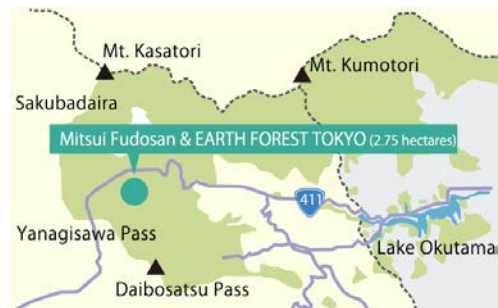 Mt. Kasatori
Mt. Kumotori
Sakubadaira
Mitsui Fudosan & EARTH FOREST TOKYO (2.75 hectares)
411
Yanagisawa Pass
Lake Okutama
Daibosatsu Pass